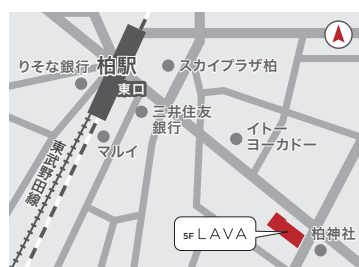 りそな銀行
柏駅
スカイプラザ柏
東口
三井住友
銀行
イトー
ヨーカドー
マルイ
東武野田線
5F LAVA
柏神社